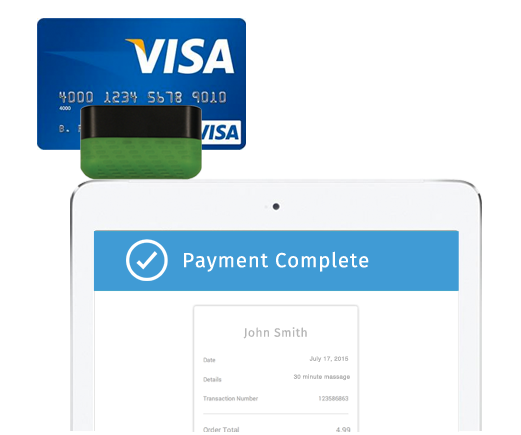 VISA
4000 1234 5678 9010
4000
B.
VISA
Payment Complete
John Smith
Date July 17, 2015
Details 30 minute massage
Transaction Number 123586863
Order Total 4.99